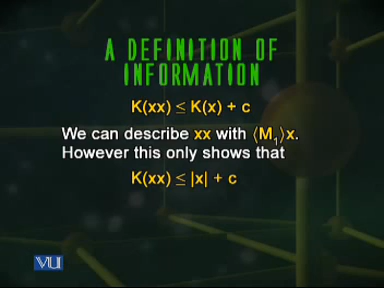 A DEFINITION OF
INFORMATION
K(xx) ≤ K(x) + c
We can describe xx with ⟨M₁⟩x.
However this only shows that
K(xx) ≤ |x| + c
VU